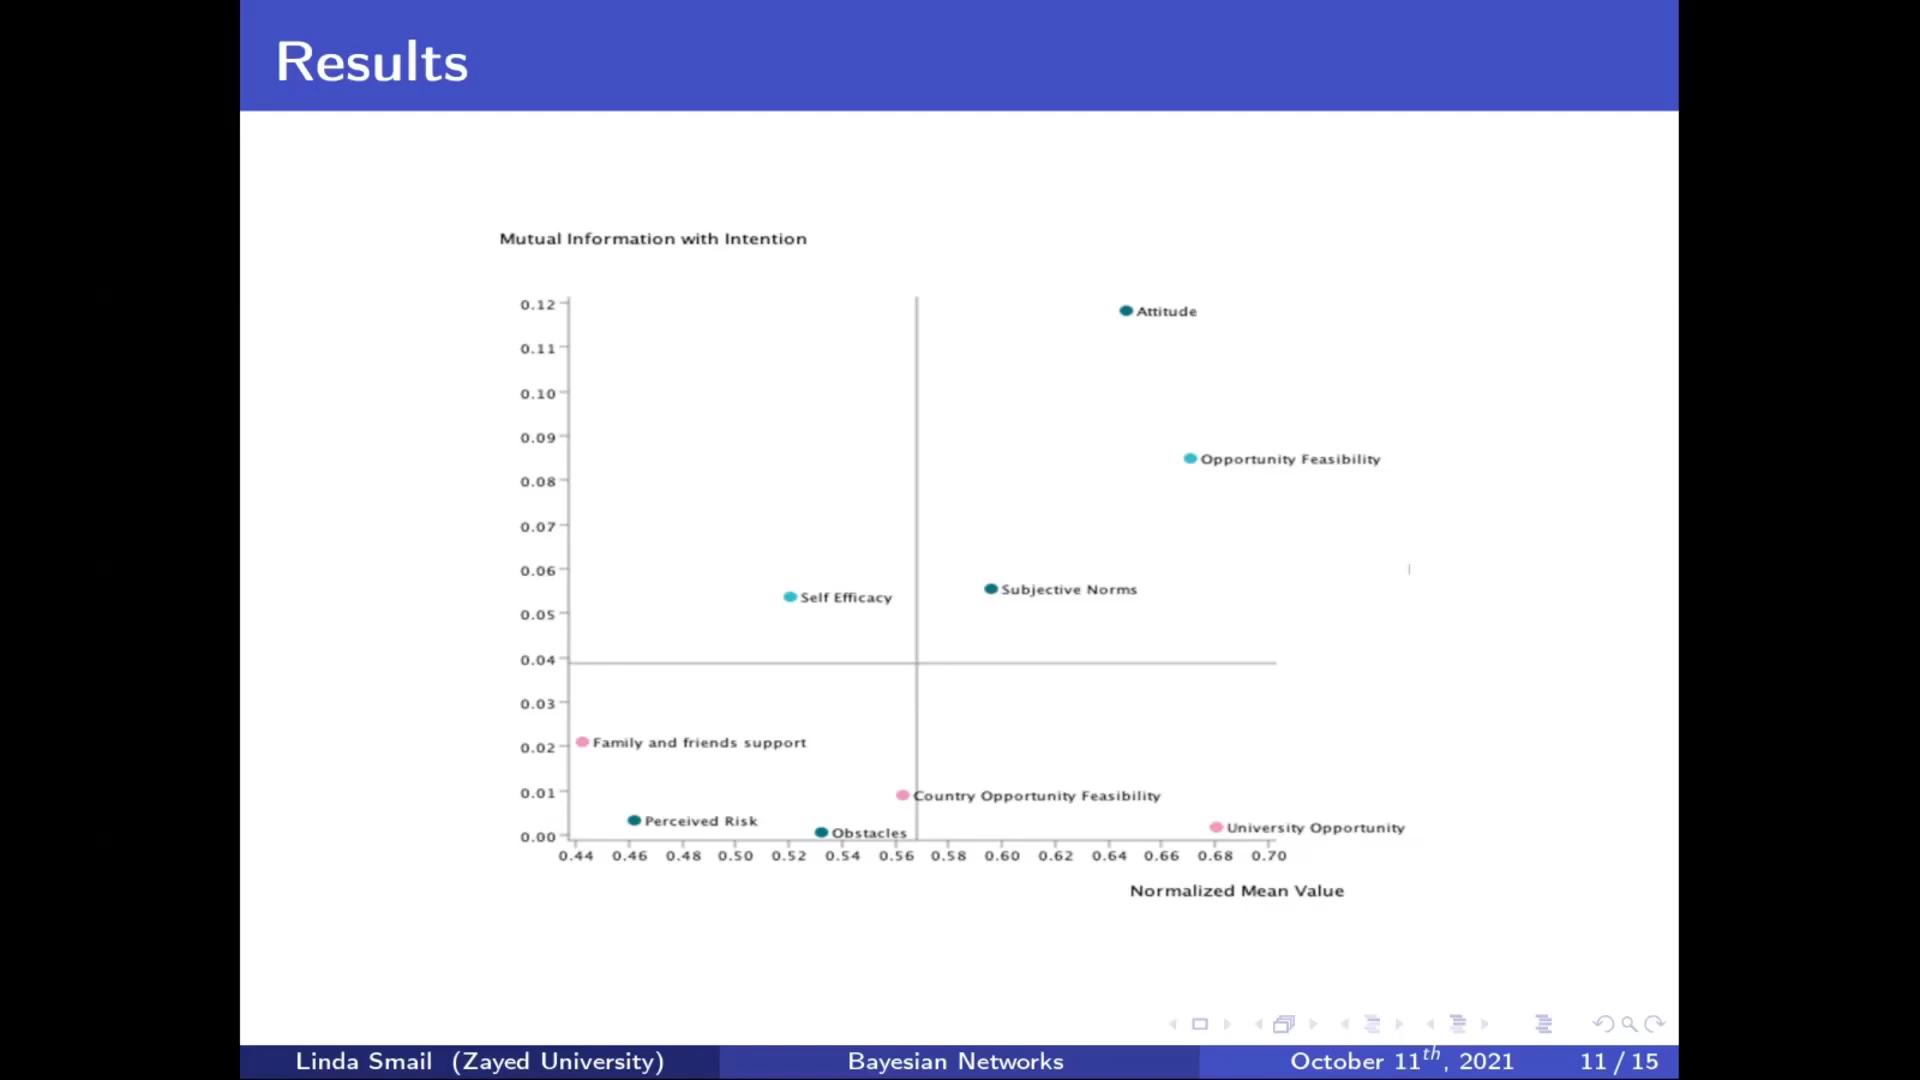 Results
Mutual Information with Intention
0.12
Attitude
0.11
0.10
0.09
Opportunity Feasibility
0.08
0.07
0.06
Subjective Norms
Self Efficacy
0.05
0.04
0.03
Family and friends support
0.02
0.01
Country Opportunity Feasibility
Perceived Risk
University Opportunity
Obstacles
0.00
0.44 0.46 0.48 0.50 0.52 0.54 0.56 0.58 0.60 0.62 0.64 0.66 0.68 0.70
Normalized Mean Value
Linda Smail (Zayed University) Bayesian Networks October 11th, 2021 11 / 15